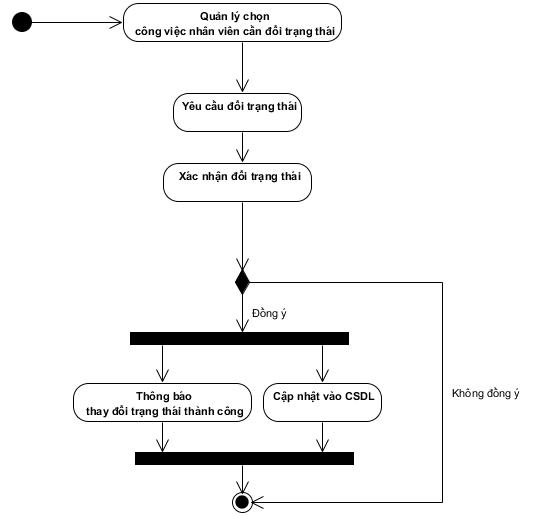 Quản lý chọn
công việc nhân viên cần đổi trạng thái
Yêu cầu đổi trạng thái
Xác nhận đổi trạng thái
Đồng ý
Thông báo
thay đổi trạng thái thành công
Cập nhật vào CSDL
Không đồng ý